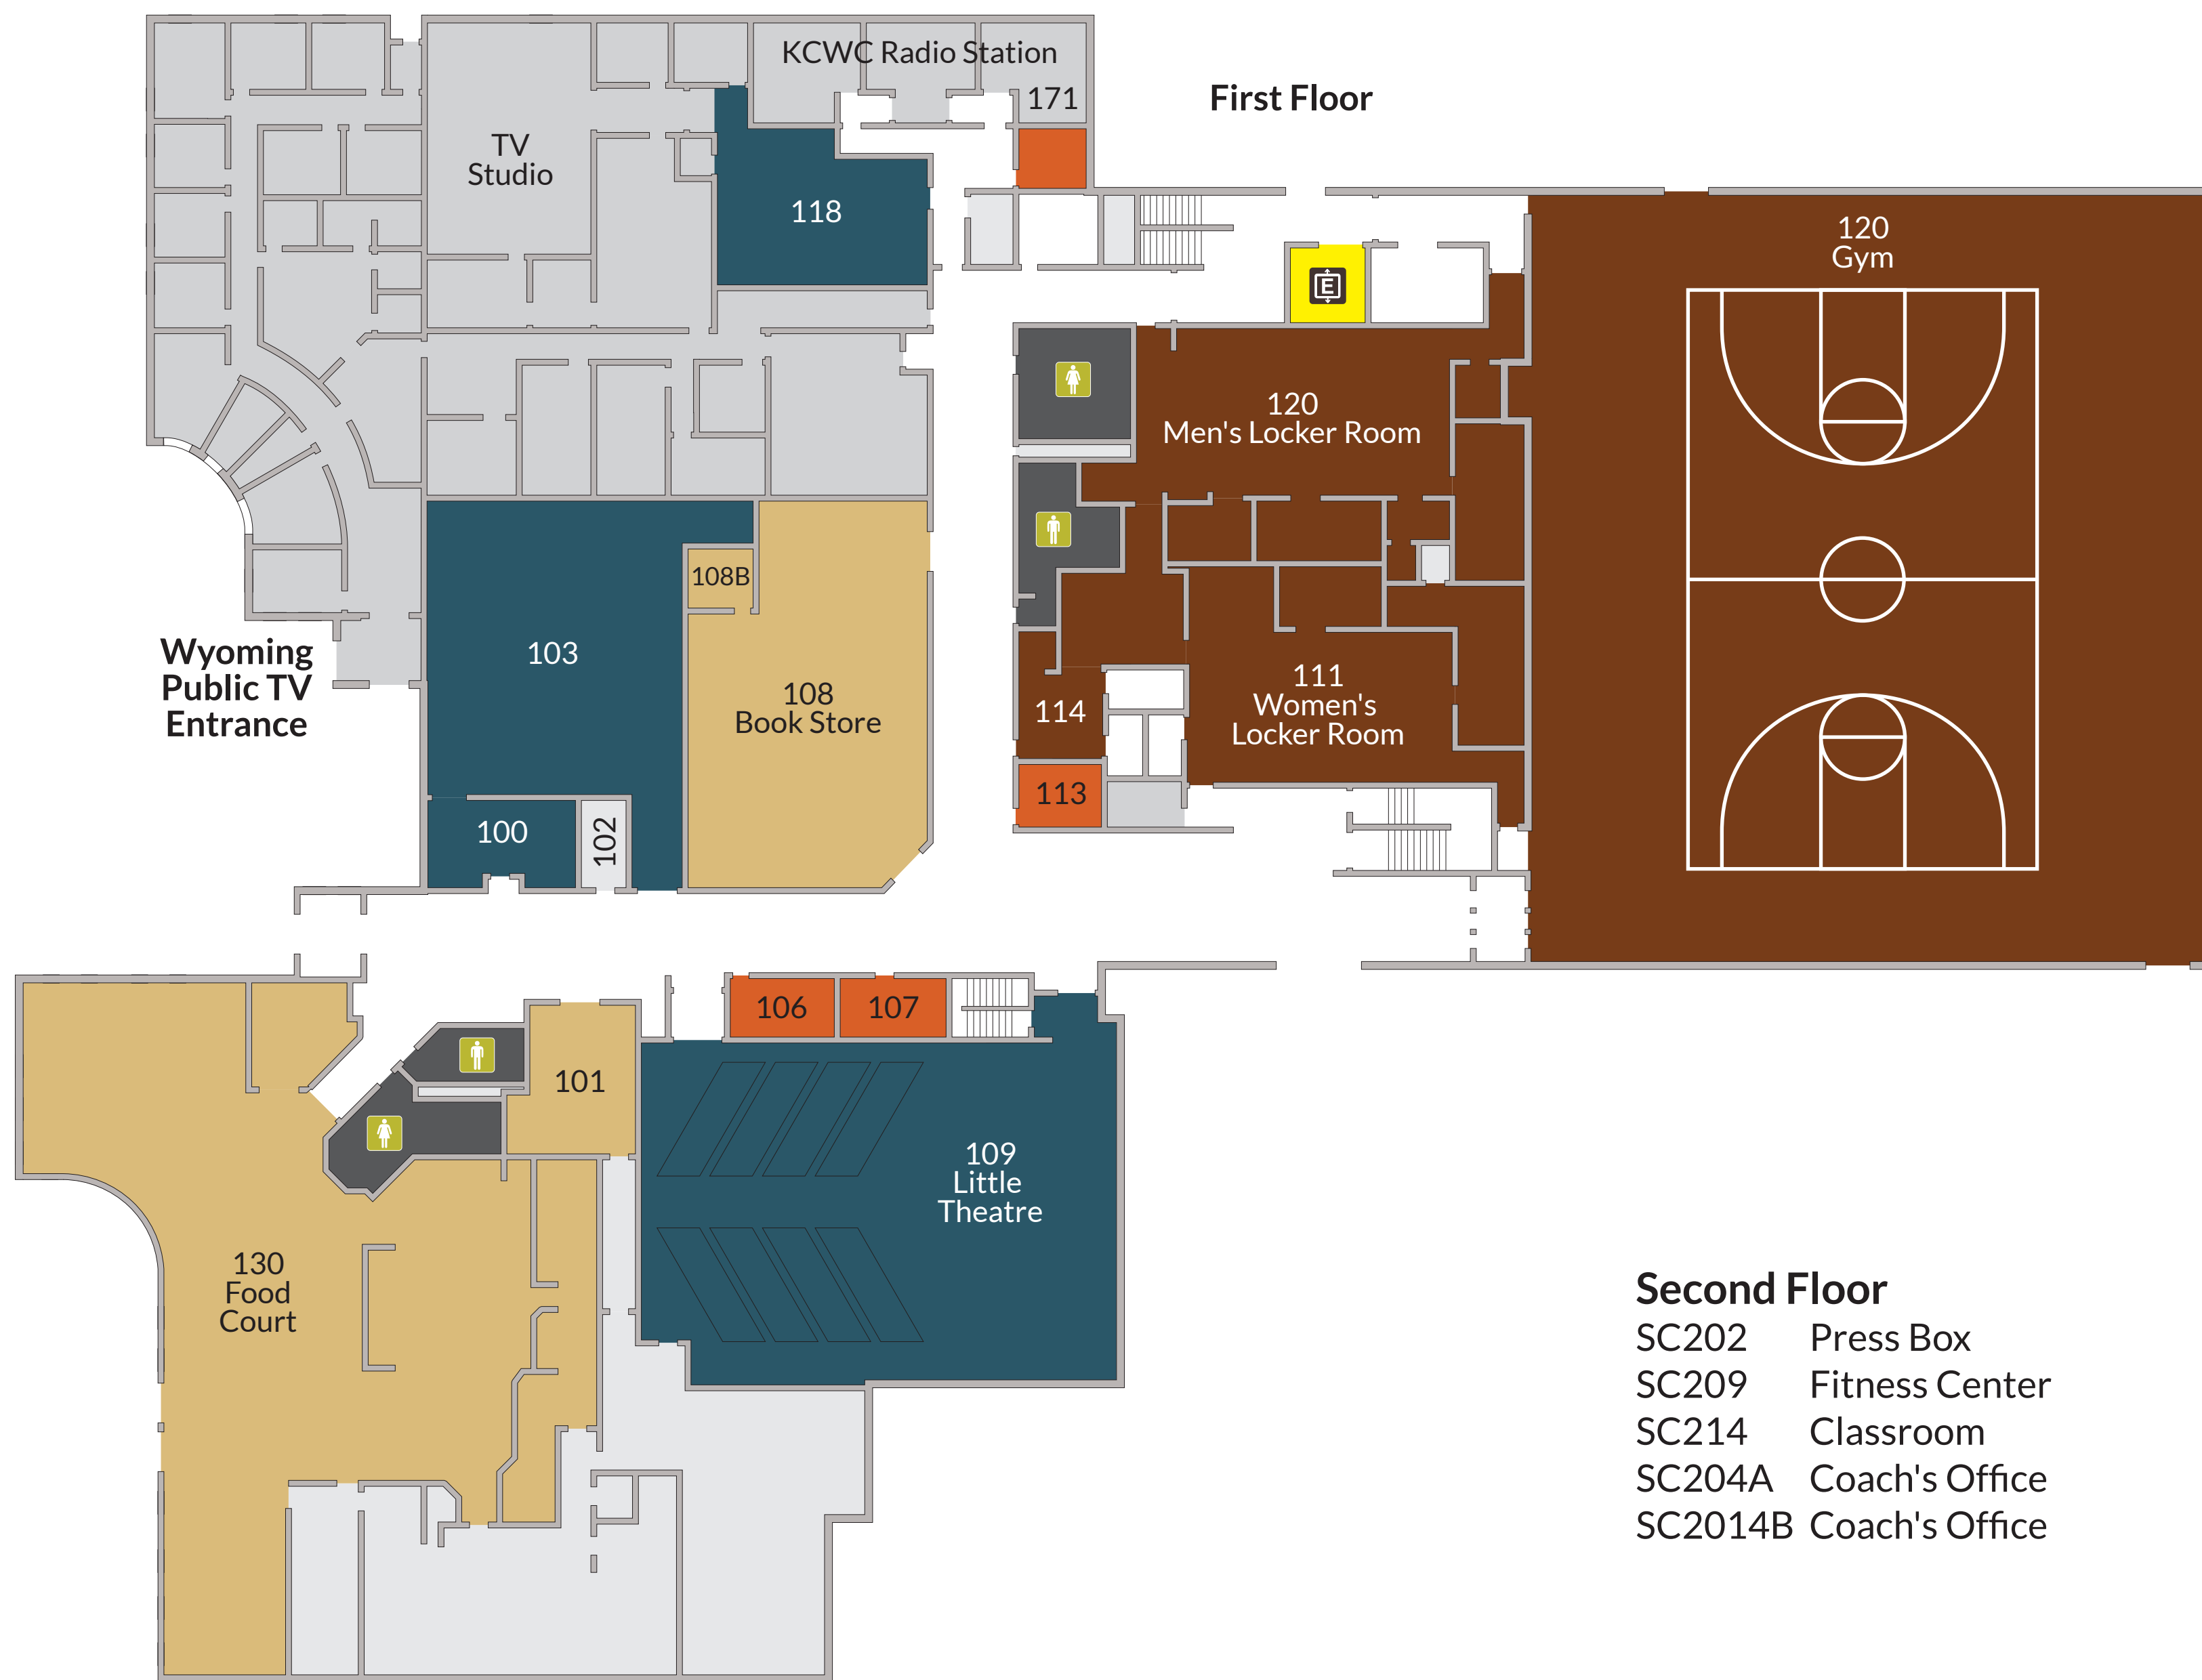 KCWC Radio Station
171
First Floor
TV
Studio
118
120
Gym
E
120
Men's Locker Room
108B
103
Wyoming
Public TV
Entrance
108
Book Store
114
111
Women's
Locker Room
113
100
102
106
107
101
109
Little
Theatre
130
Food
Court
Second Floor
SC202 Press Box
SC209 Fitness Center
SC214 Classroom
SC204A Coach's Office
SC2014B Coach's Office